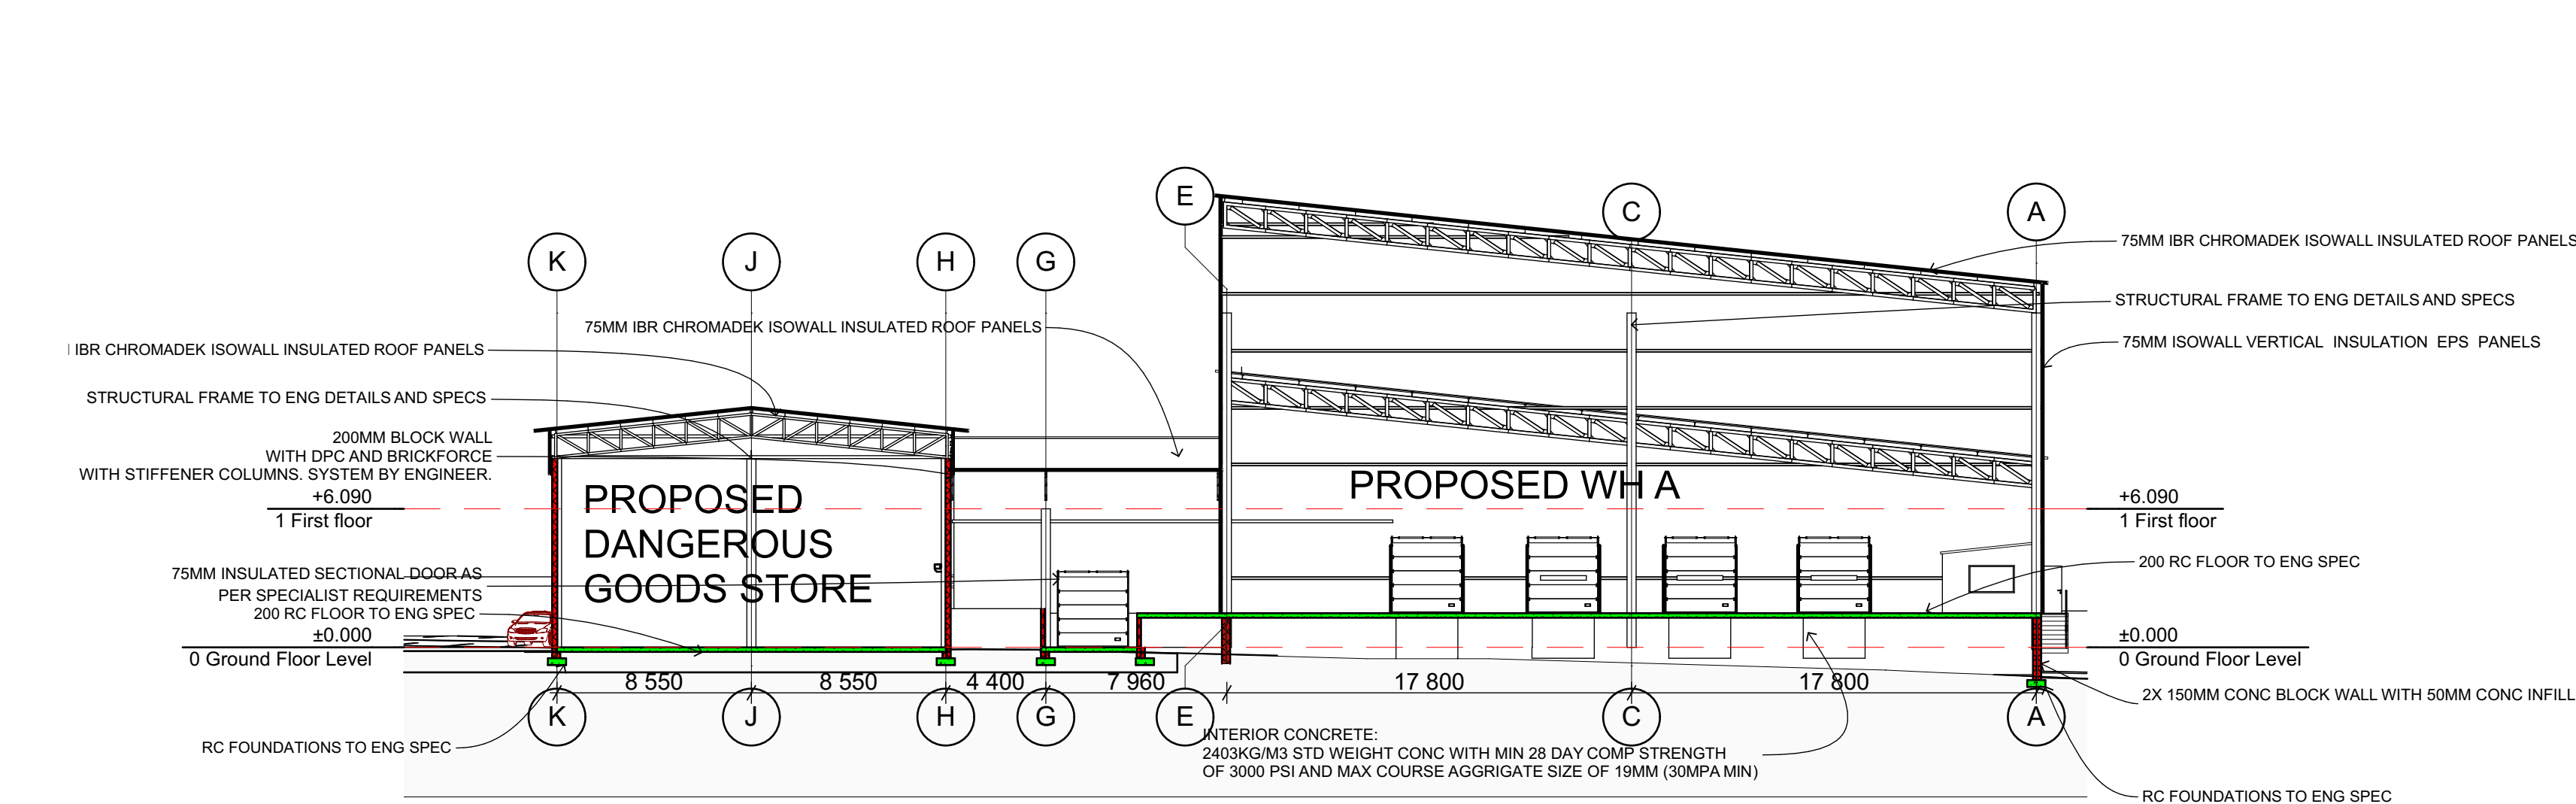 E
C
A
K
J
H
G
75MM IBR CHROMADEK ISOWALL INSULATED ROOF PANELS
STRUCTURAL FRAME TO ENG DETAILS AND SPECS
75MM IBR CHROMADEK ISOWALL INSULATED ROOF PANELS
75MM ISOWALL VERTICAL INSULATION EPS PANELS
IBR CHROMADEK ISOWALL INSULATED ROOF PANELS
STRUCTURAL FRAME TO ENG DETAILS AND SPECS
200MM BLOCK WALL
WITH DPC AND BRICKFORCE
WITH STIFFENER COLUMNS. SYSTEM BY ENGINEER.
+6.090
1 First floor
PROPOSED
DANGEROUS
GOODS STORE
PROPOSED WH A
+6.090
1 First floor
200 RC FLOOR TO ENG SPEC
75MM INSULATED SECTIONAL DOOR AS
PER SPECIALIST REQUIREMENTS
200 RC FLOOR TO ENG SPEC
±0.000
0 Ground Floor Level
±0.000
0 Ground Floor Level
8 550
8 550
4 400
7 960
17 800
17 800
2X 150MM CONC BLOCK WALL WITH 50MM CONC INFILL
K
J
H
G
E
C
A
RC FOUNDATIONS TO ENG SPEC
INTERIOR CONCRETE:
2403KG/M3 STD WEIGHT CONC WITH MIN 28 DAY COMP STRENGTH
OF 3000 PSI AND MAX COURSE AGGRIGATE SIZE OF 19MM (30MPA MIN)
RC FOUNDATIONS TO ENG SPEC